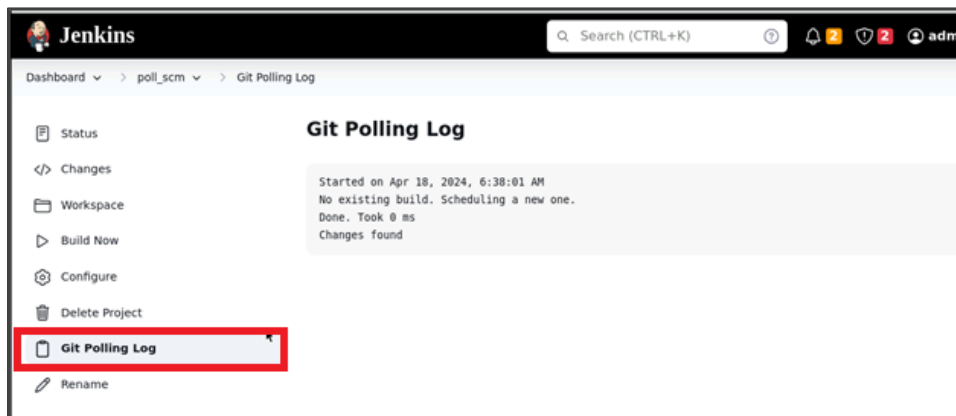 Jenkins
Search (CTRL+K)
2
2
Dashboard > poll_scm > Git Polling Log
Status
Changes
Workspace
Build Now
Configure
Delete Project
Git Polling Log
Rename
Git Polling Log
Started on Apr 18, 2024, 6:38:01 AM
No existing build. Scheduling a new one.
Done. Took 0 ms
Changes found